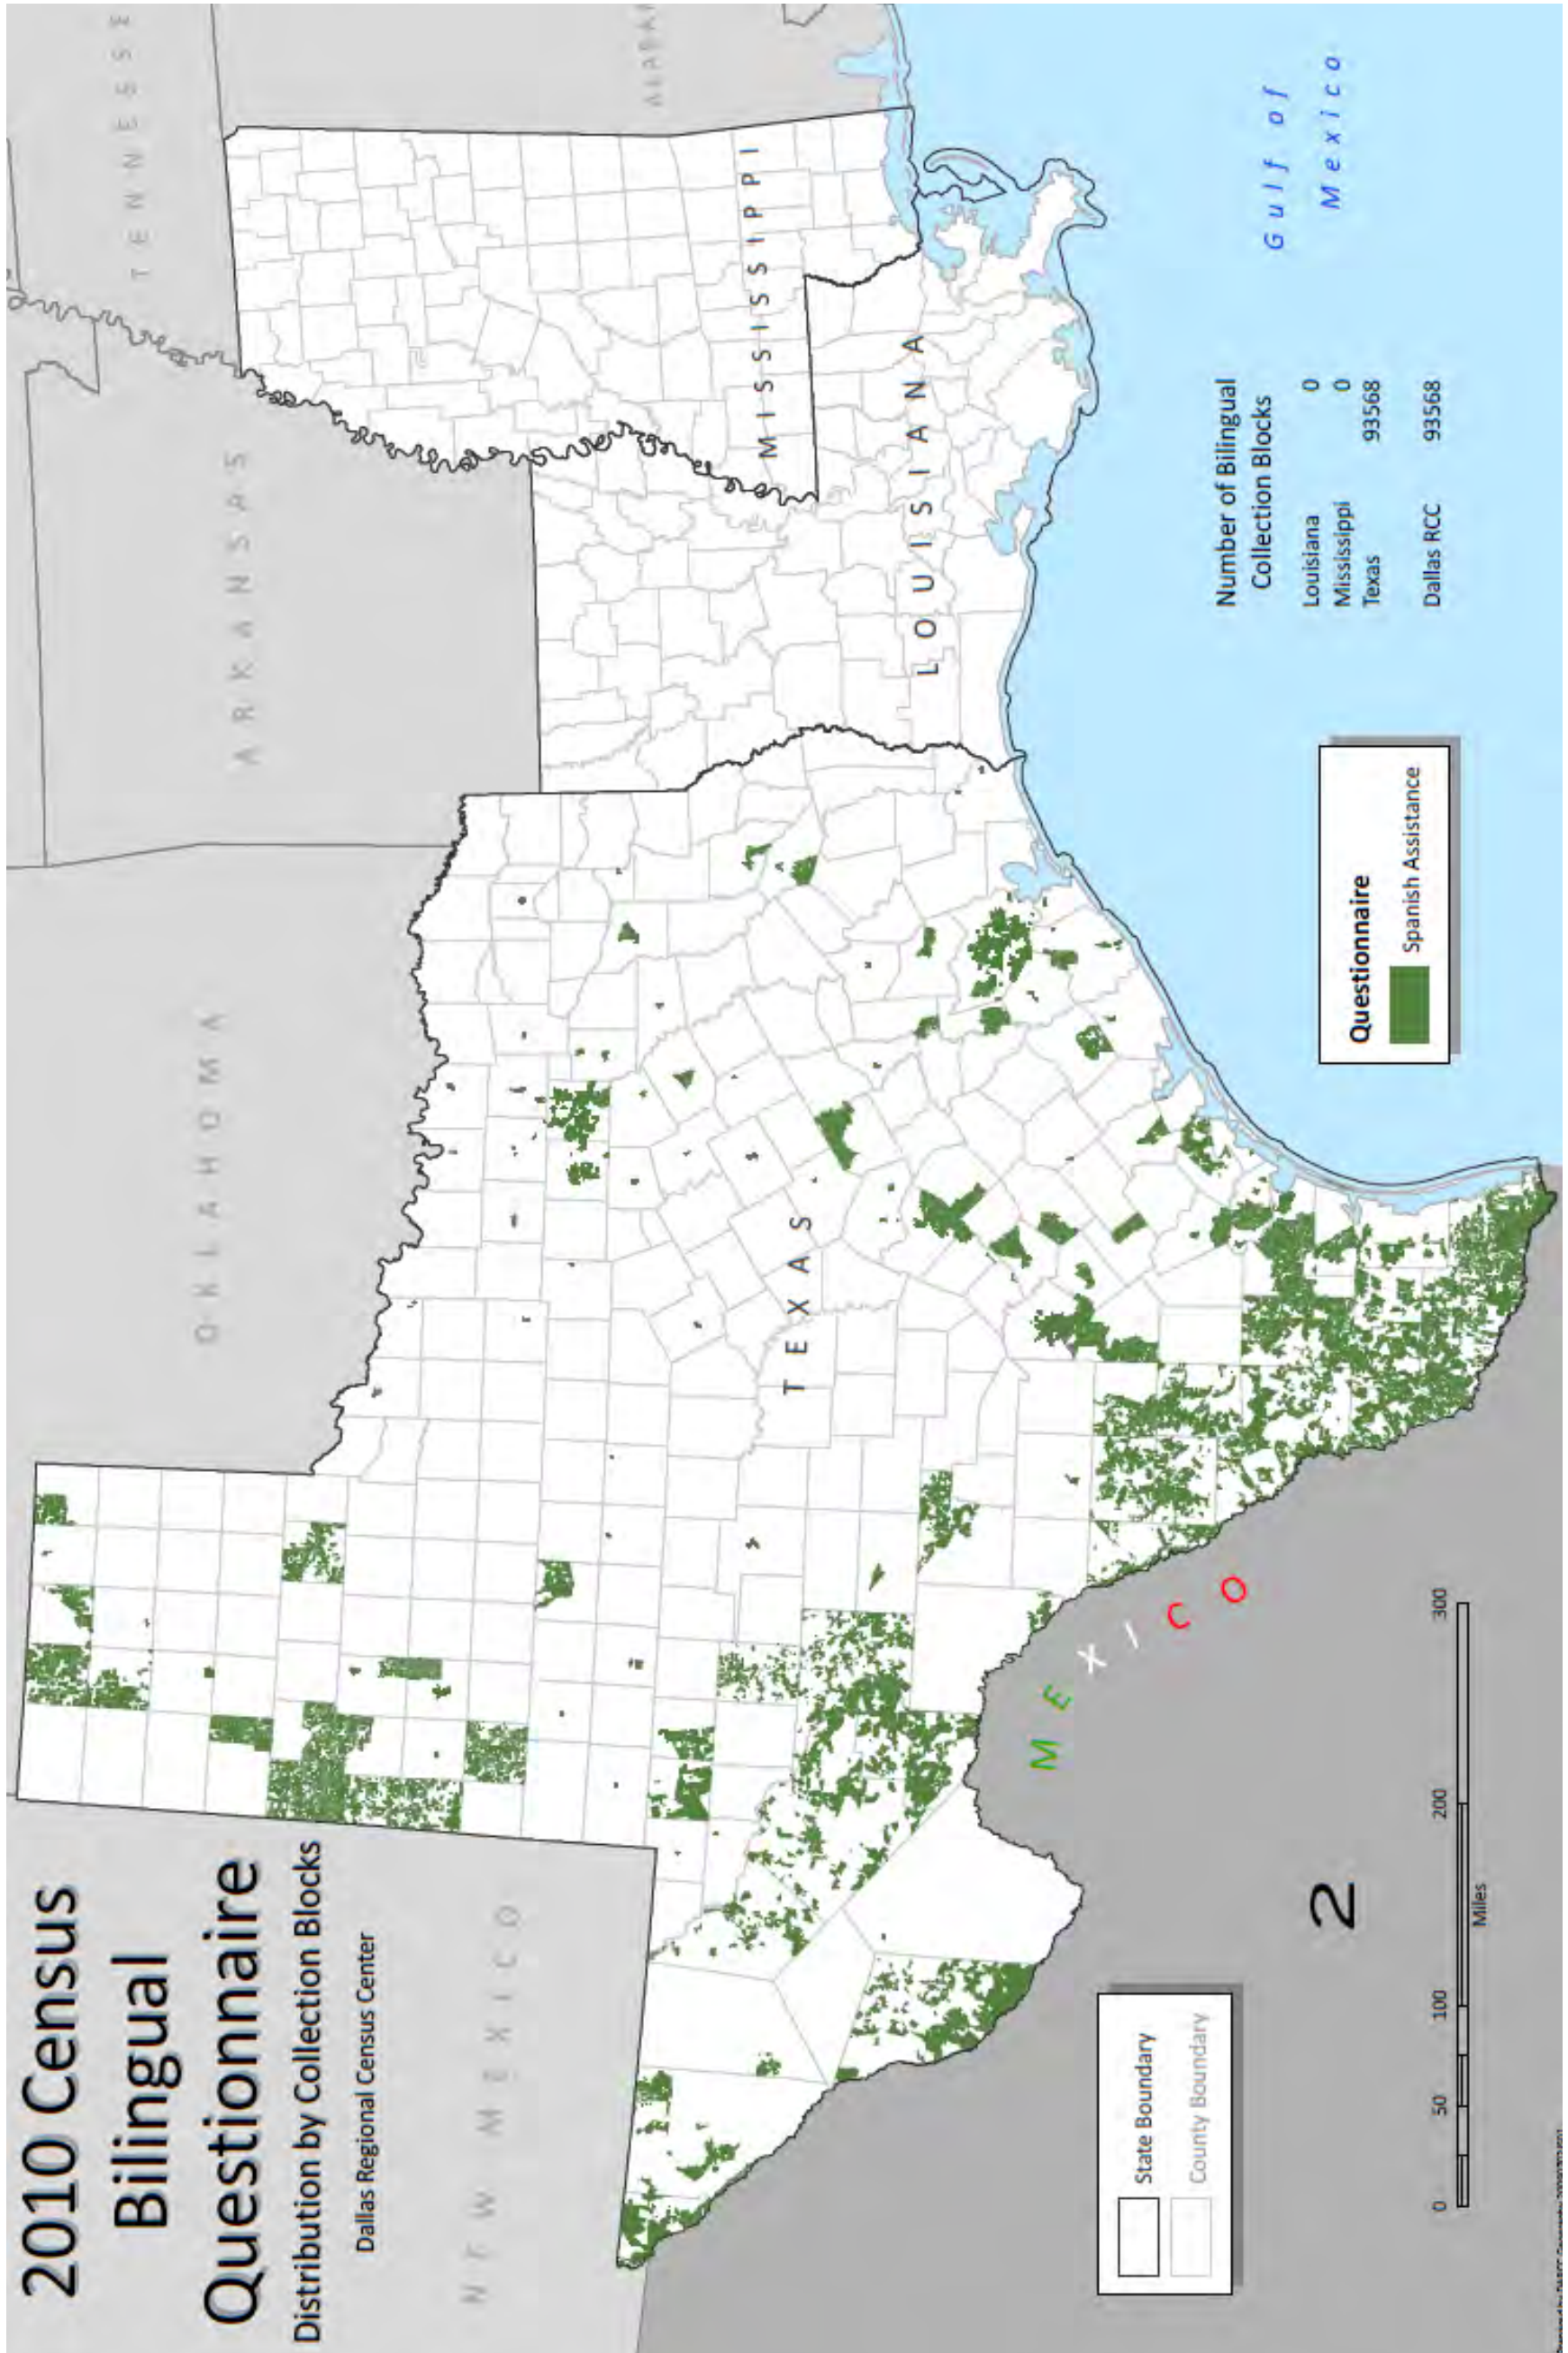 2010 Census
Bilingual
Questionnaire
Distribution by Collection Blocks
Dallas Regional Census Center
NEW MEXICO
OKLAHOMA
ARKANSAS
TENNESSE
ALABAM
MISSISSIPPI
LOUISIANA
TEXAS
MEXICO
Gulf of
Mexico
State Boundary
County Boundary
2
0 50 100 200 300
Miles
Questionnaire
Spanish Assistance
Number of Bilingual
Collection Blocks
Louisiana 0
Mississippi 0
Texas 93568
Dallas RCC 93568